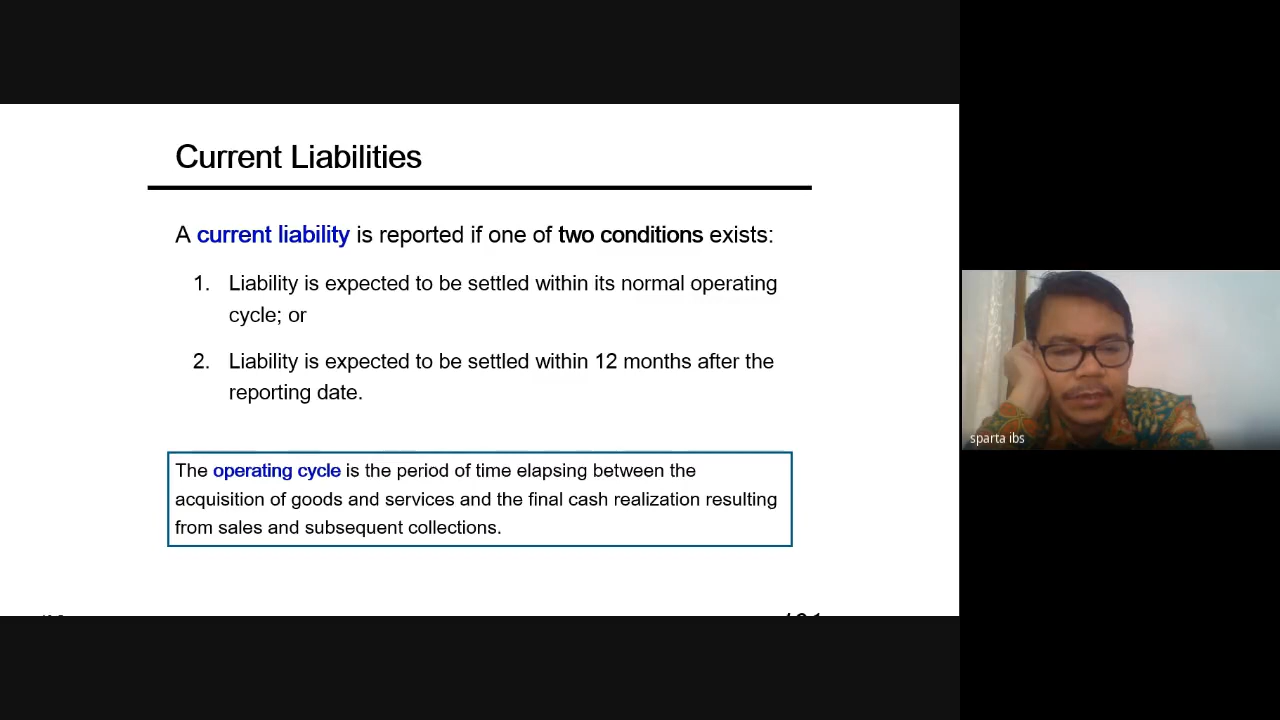 Current Liabilities
A current liability is reported if one of two conditions exists:
1. Liability is expected to be settled within its normal operating
cycle; or
2. Liability is expected to be settled within 12 months after the
reporting date.
The operating cycle is the period of time elapsing between the
acquisition of goods and services and the final cash realization resulting
from sales and subsequent collections.
sparta ibs